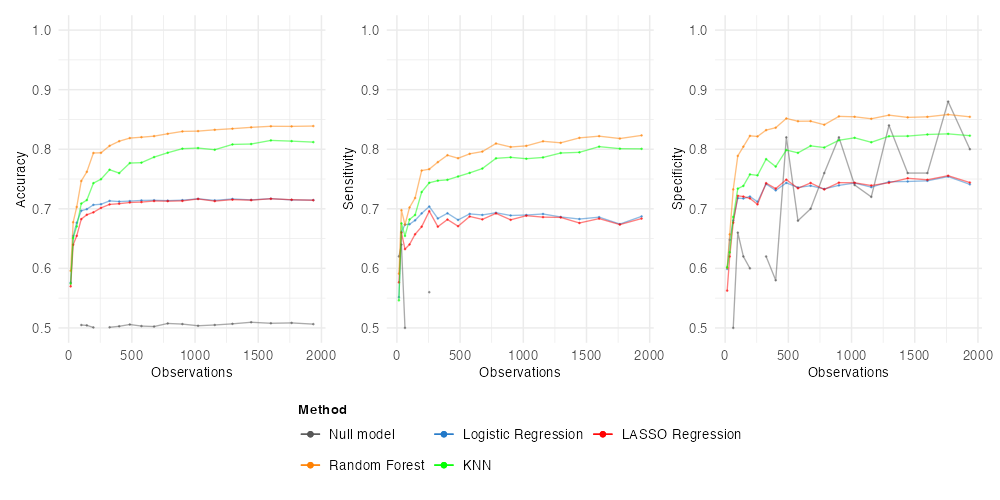 Accuracy
1.0
0.9
0.8
0.7
0.6
0.5
0 500 1000 1500 2000
Observations
Sensitivity
1.0
0.9
0.8
0.7
0.6
0.5
0 500 1000 1500 2000
Observations
Specificity
1.0
0.9
0.8
0.7
0.6
0.5
0 500 1000 1500 2000
Observations
Method
Null model Logistic Regression LASSO Regression
Random Forest KNN